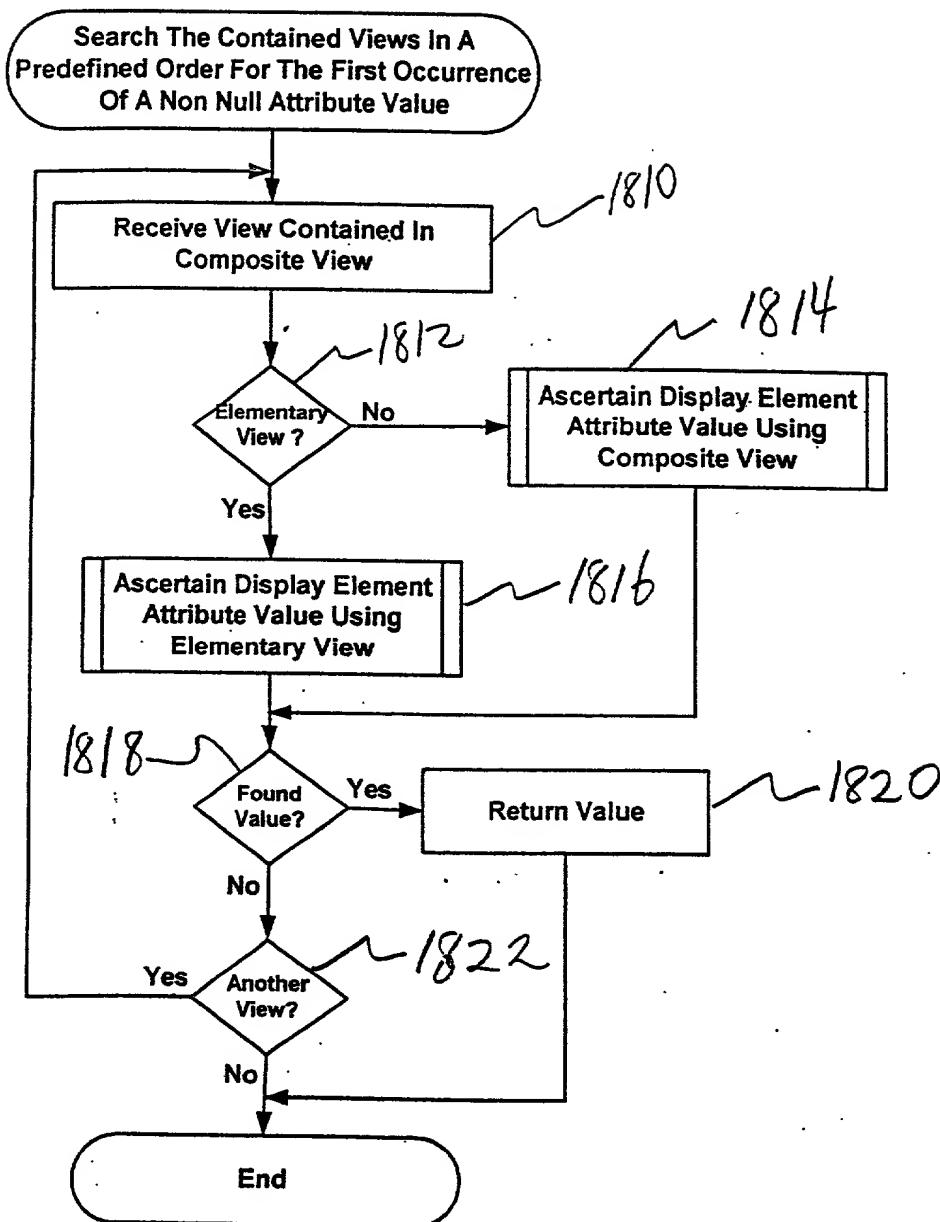 Search The Contained Views In A
Predefined Order For The First Occurrence
Of A Non Null Attribute Value
1810
Receive View Contained In
Composite View
1812
1814
Elementary
View ?
No
Ascertain Display Element
Attribute Value Using
Composite View
Yes
Ascertain Display Element
Attribute Value Using
Elementary View
1816
1818
Found
Value?
Yes
Return Value
1820
No
1822
Yes
Another
View?
No
End